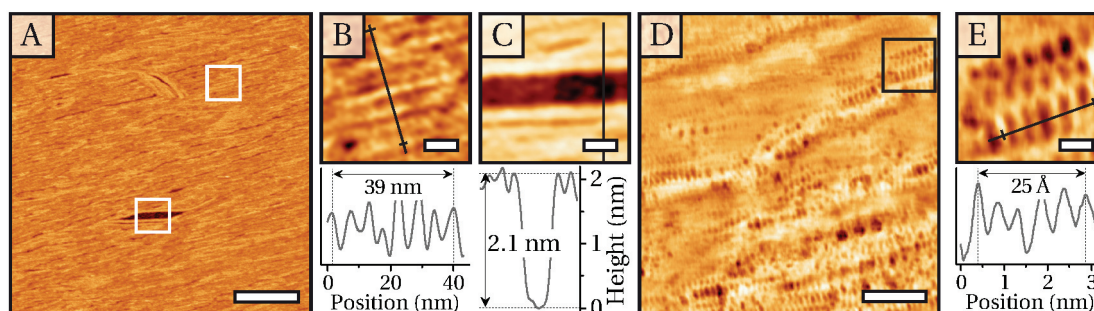 A
B
C
D
E
39 nm
0 20 40
Position (nm)
2.1 nm
2
1
0
Height (nm)
25 Å
0 1 2 3
Position (nm)